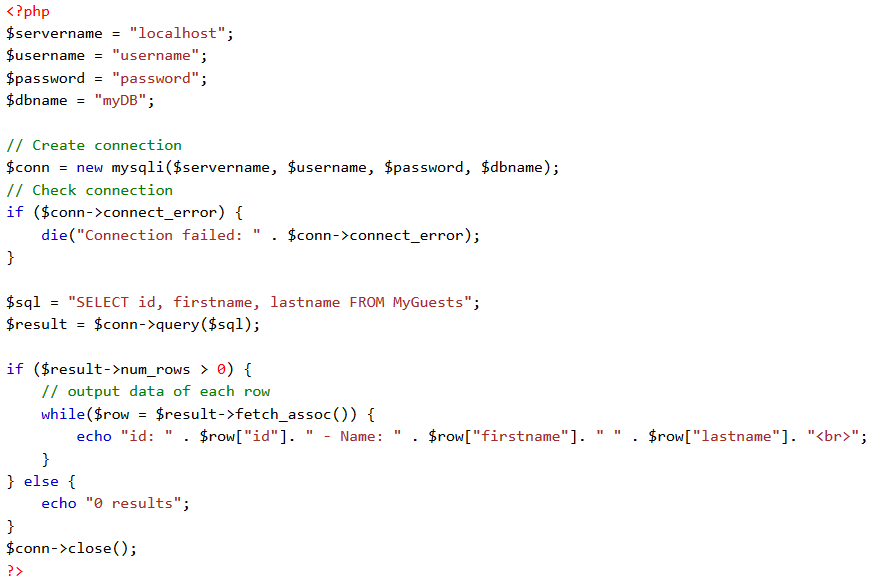 <?php
$servername = "localhost";
$username = "username";
$password = "password";
$dbname = "myDB";

// Create connection
$conn = new mysqli($servername, $username, $password, $dbname);
// Check connection
if ($conn->connect_error) {
    die("Connection failed: " . $conn->connect_error);
}

$sql = "SELECT id, firstname, lastname FROM MyGuests";
$result = $conn->query($sql);

if ($result->num_rows > 0) {
    // output data of each row
    while($row = $result->fetch_assoc()) {
        echo "id: " . $row["id"]. " - Name: " . $row["firstname"]. " " . $row["lastname"]. "<br>";
    }
} else {
    echo "0 results";
}
$conn->close();
?>